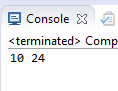 Console
<terminated> Comp
10 24